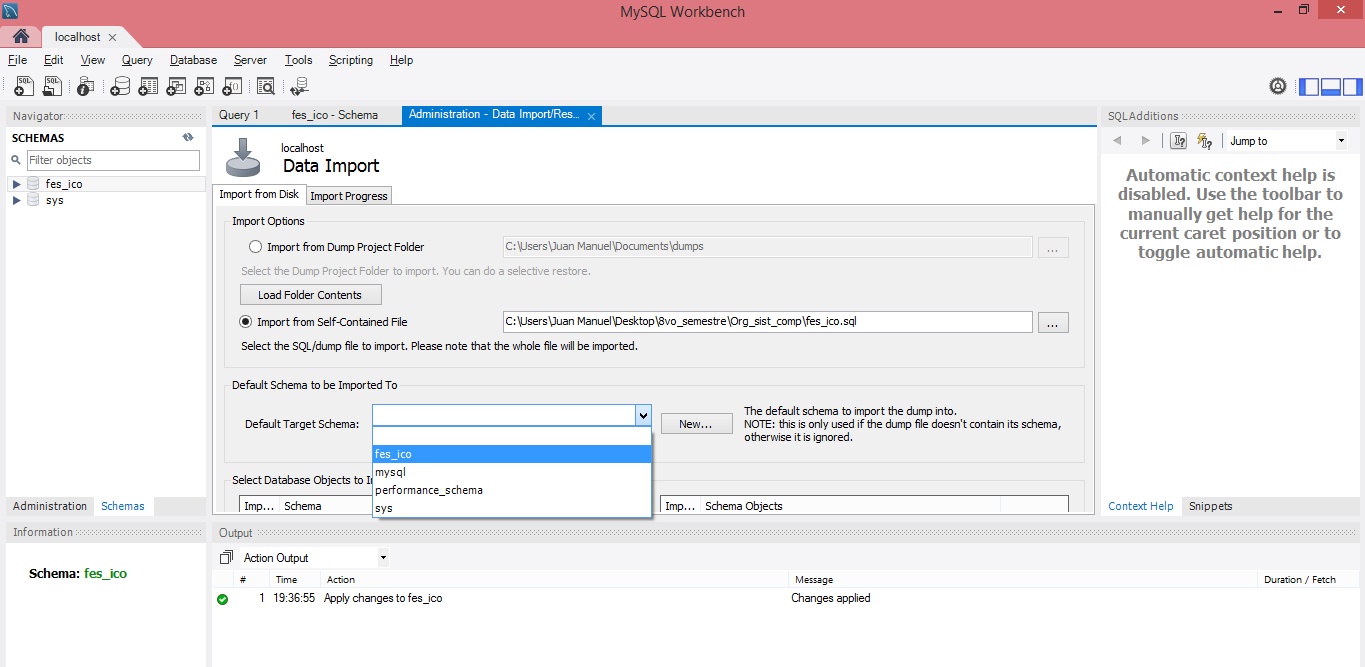 MySQL Workbench
localhost
File Edit View Query Database Server Tools Scripting Help
Navigator
SCHEMAS
Filter objects
fes_ico
sys
Administration Schemas
Information
Schema: fes_ico
Query 1 fes_ico - Schema Administration - Data Import/Res...
localhost
Data Import
Import from Disk Import Progress
Import Options
Import from Dump Project Folder C:\Users\Juan Manuel\Documents\dumps ...
Select the Dump Project Folder to import. You can do a selective restore.
Load Folder Contents
Import from Self-Contained File C:\Users\Juan Manuel\Desktop\8vo_semestre\Org_sist_comp\fes_ico.sql ...
Select the SQL/dump file to import. Please note that the whole file will be imported.
Default Schema to be Imported To
Default Target Schema: New...
The default schema to import the dump into.
NOTE: this is only used if the dump file doesn't contain its schema,
otherwise it is ignored.
fes_ico
mysql
performance_schema
sys
Select Database Objects to I
Imp... Schema Imp... Schema Objects
Output
Action Output
# Time Action Message Duration / Fetch
1 19:36:55 Apply changes to fes_ico Changes applied
SQLAdditions
Jump to
Automatic context help is
disabled. Use the toolbar to
manually get help for the
current caret position or to
toggle automatic help.
Context Help Snippets